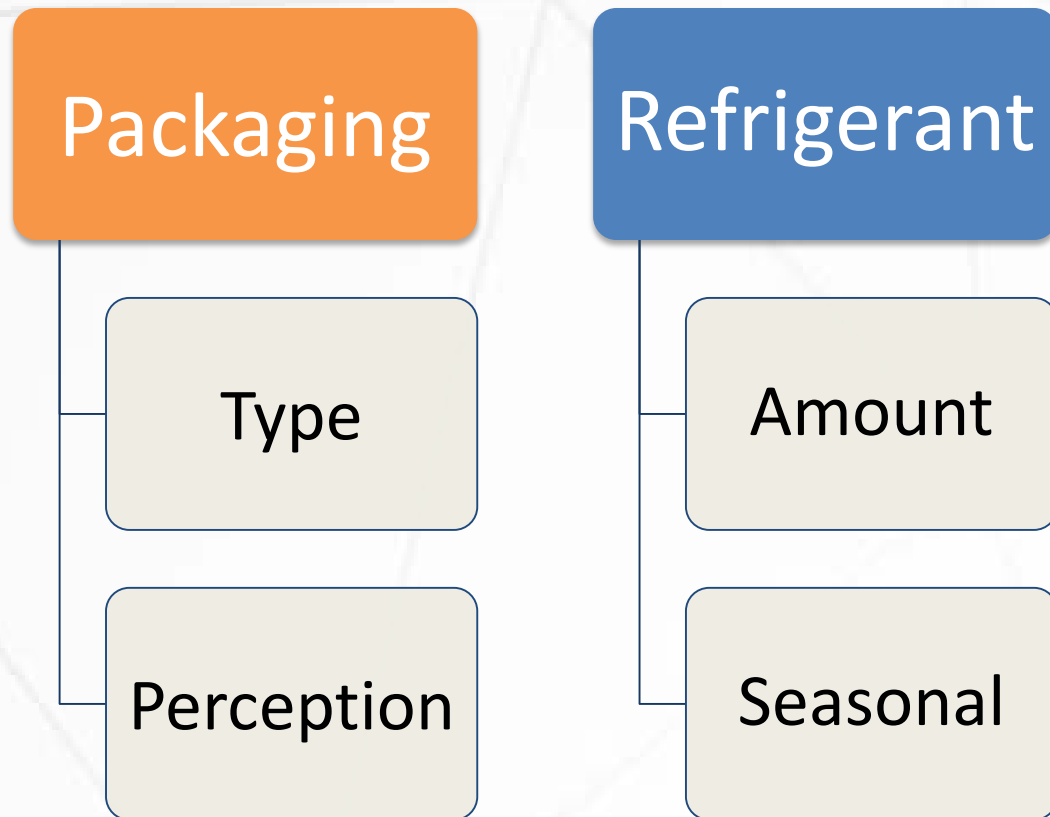 Packaging
Type
Perception
Refrigerant
Amount
Seasonal